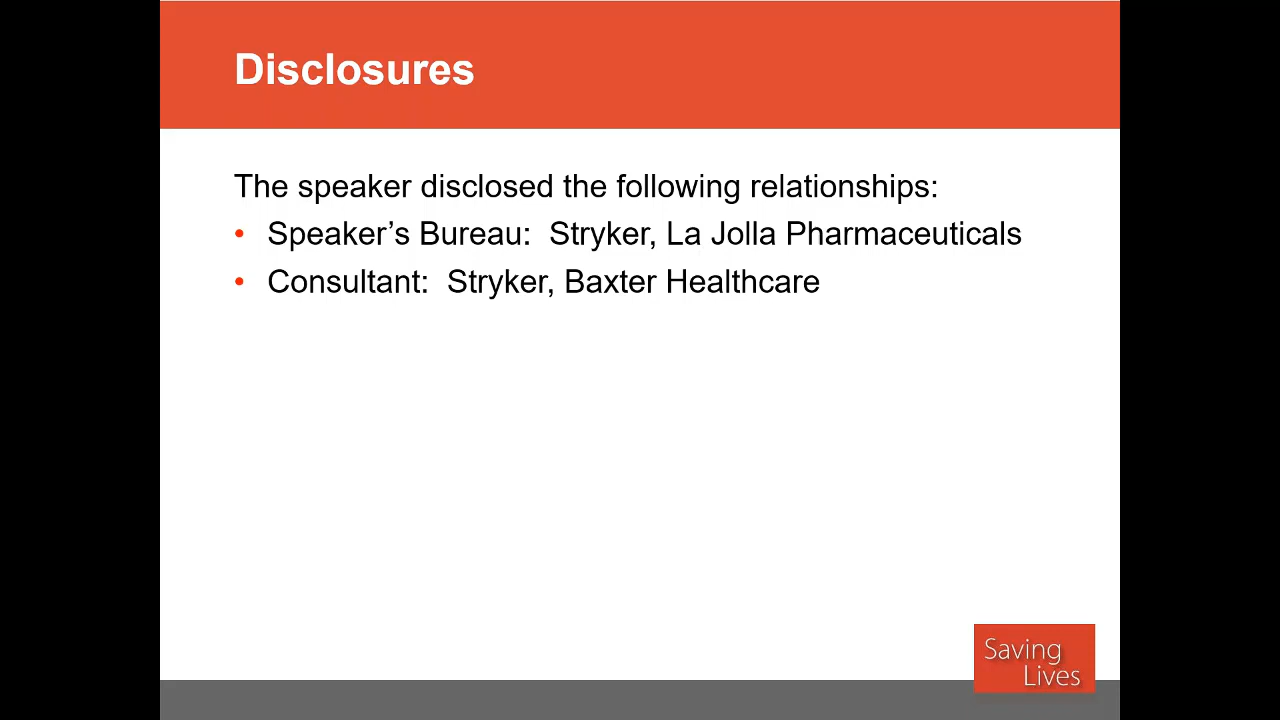 Disclosures
The speaker disclosed the following relationships:
• Speaker’s Bureau:  Stryker, La Jolla Pharmaceuticals
• Consultant:  Stryker, Baxter Healthcare
Saving
Lives